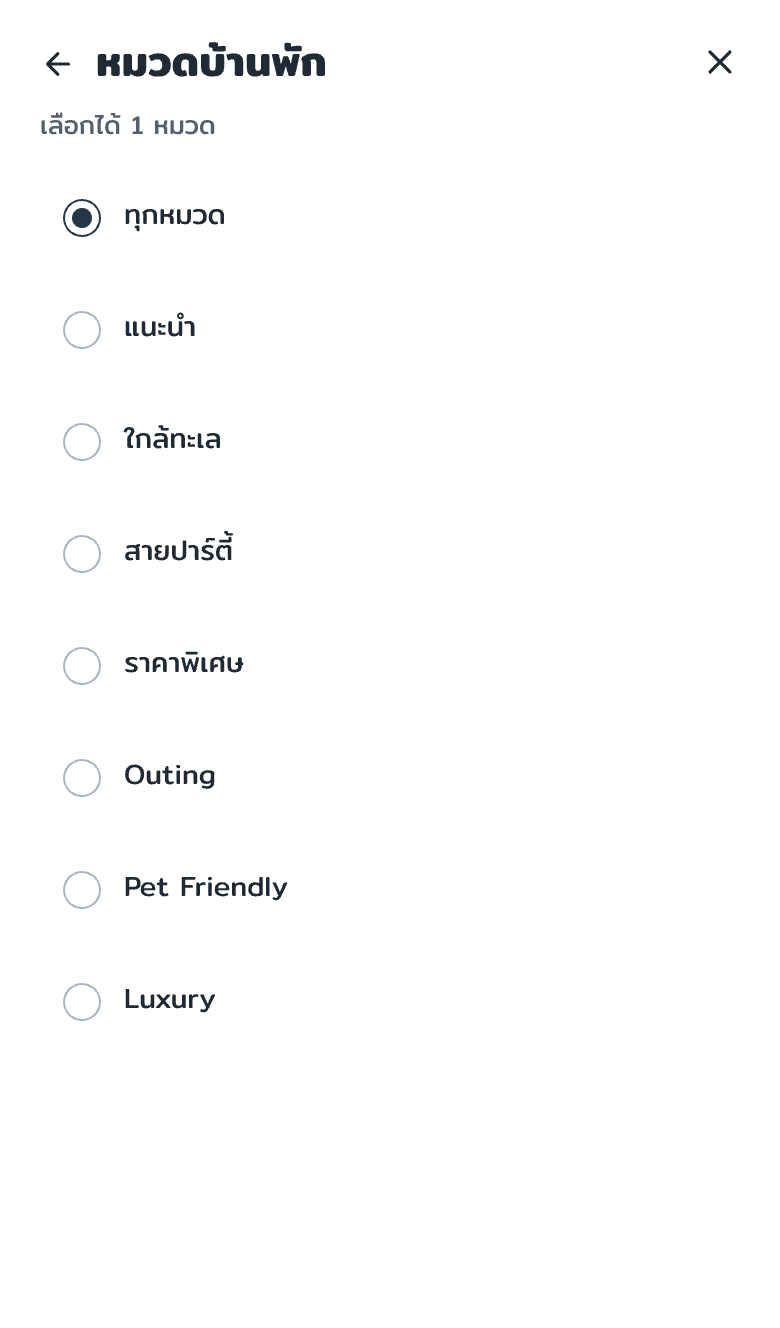 หมวดบ้านพัก
เลือกได้ 1 หมวด
ทุกหมวด
แนะนำ
ใกล้ทะเล
สายปาร์ตี้
ราคาพิเศษ
Outing
Pet Friendly
Luxury